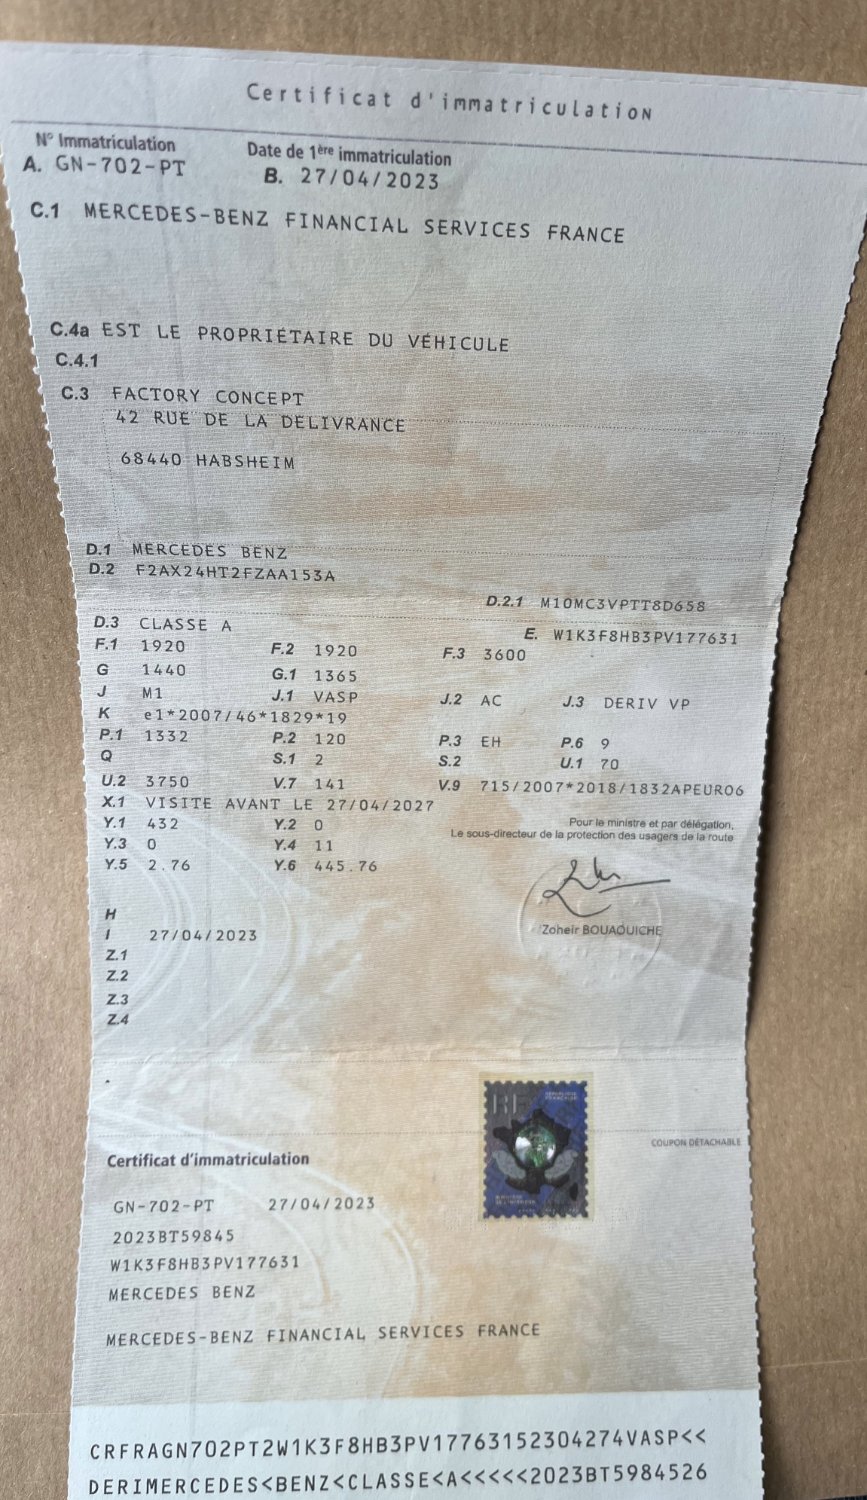 Certificat d'immatriculation
N° Immatriculation Date de 1ère immatriculation
A. GN-702-PT B. 27/04/2023
C.1 MERCEDES-BENZ FINANCIAL SERVICES FRANCE
C.4a EST LE PROPRIÉTAIRE DU VÉHICULE
C.4.1
C.3 FACTORY CONCEPT
42 RUE DE LA DELIVRANCE
68440 HABSHEIM
D.1 MERCEDES BENZ
D.2 F2AX24HT2FZAA153A
D.2.1 M10MC3VPTT8D658
D.3 CLASSE A E. W1K3F8HB3PV177631
F.1 1920 F.2 1920 F.3 3600
G 1440 G.1 1365
J M1 J.1 VASP J.2 AC J.3 DERIV VP
K e1*2007/46*1829*19
P.1 1332 P.2 120 P.3 EH P.6 9
Q S.1 2 S.2 U.1 70
U.2 3750 V.7 141 V.9 715/2007*2018/1832APEURO6
X.1 VISITE AVANT LE 27/04/2027
Y.1 432 Y.2 0 Pour le ministre et par délégation,
Y.3 0 Y.4 11 Le sous-directeur de la protection des usagers de la route
Y.5 2.76 Y.6 445.76
H
I 27/04/2023 Zoheir BOUAOUICHE
Z.1
Z.2
Z.3
Z.4
RF
RÉPUBLIQUE
FRANÇAISE
MINISTÈRE
DE L'INTÉRIEUR
COUPON DÉTACHABLE
Certificat d'immatriculation
GN-702-PT 27/04/2023
2023BT59845
W1K3F8HB3PV177631
MERCEDES BENZ
MERCEDES-BENZ FINANCIAL SERVICES FRANCE
CRFRAGN702PT2W1K3F8HB3PV17763152304274VASP<<
DERIMERCEDES<BENZ<CLASSE<A<<<<<2023BT5984526